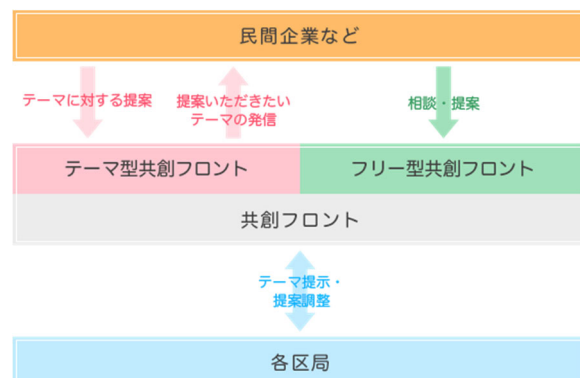 民間企業など
テーマに対する提案
提案いただきたい
テーマの発信
相談・提案
テーマ型共創フロント
フリー型共創フロント
共創フロント
テーマ提示・
提案調整
各区局